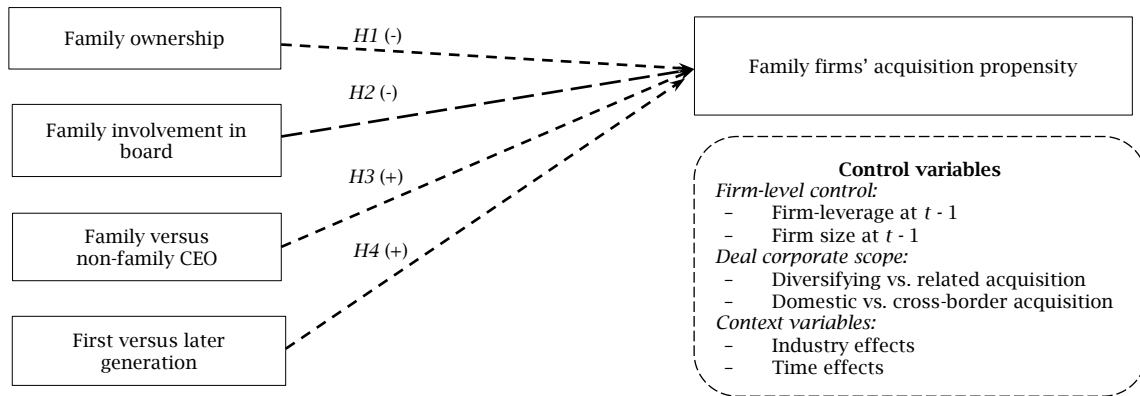 Family ownership
H1 (-)
Family firms’ acquisition propensity
Family involvement in
board
H2 (-)
Family versus
non-family CEO
H3 (+)
First versus later
generation
H4 (+)
Control variables
Firm-level control:
– Firm-leverage at t - 1
– Firm size at t - 1
Deal corporate scope:
– Diversifying vs. related acquisition
– Domestic vs. cross-border acquisition
Context variables:
– Industry effects
– Time effects